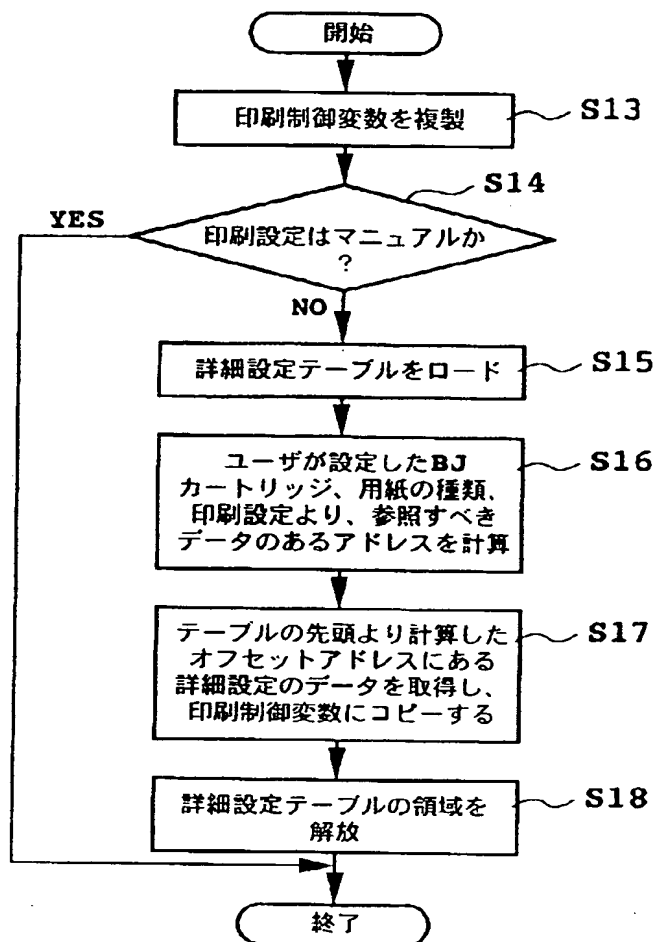 開始
印刷制御変数を複製
S13
S14
YES
印刷設定はマニュアルか
?
NO
詳細設定テーブルをロード
S15
ユーザが設定したBJ
カートリッジ、用紙の種類、
印刷設定より、参照すべき
データのあるアドレスを計算
S16
テーブルの先頭より計算した
オフセットアドレスにある
詳細設定のデータを取得し、
印刷制御変数にコピーする
S17
詳細設定テーブルの領域を
解放
S18
終了